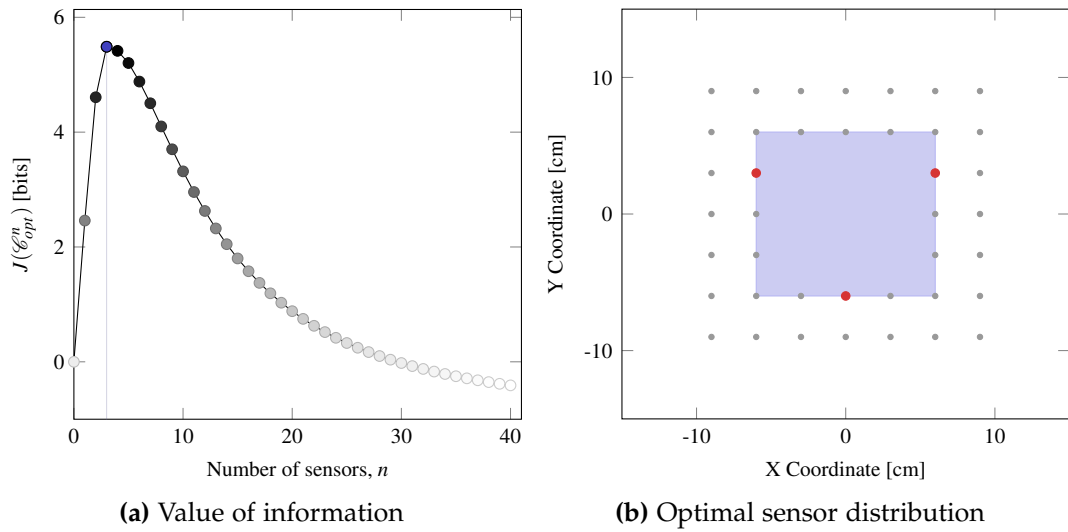 6
4
2
0
0
10
20
30
40
J(𝒞ⁿₒₚₜ) [bits]
Number of sensors, n
(a) Value of information
10
0
-10
-10
0
10
Y Coordinate [cm]
X Coordinate [cm]
(b) Optimal sensor distribution